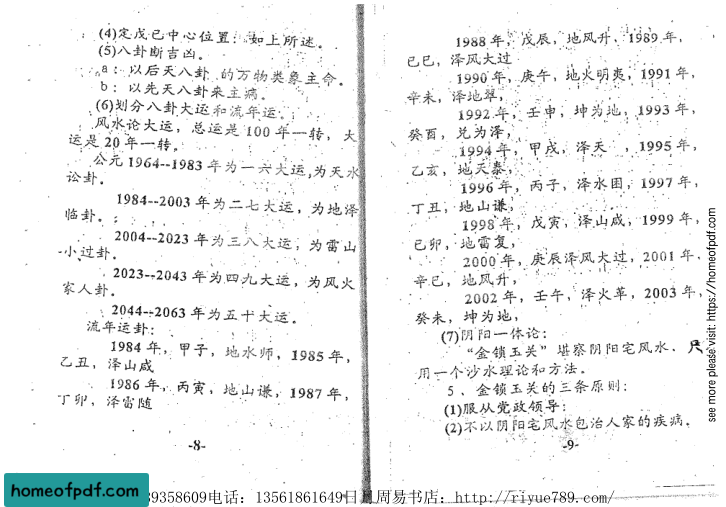 (4)定戊已中心位置：如上所述。
(5)八卦断吉凶。
a：以后天八卦 的万物类象主命。
b：以先天八卦来主病。
(6)划分八卦大运和流年运。
风水论大运，总运是100年一转，大
运是20年一转。
公元1964--1983年为一六大运,为天水
讼卦。
1984--2003年为二七大运，为地泽
临卦。
2004--2023年为三八大运，为雷山
小过卦。
2023--2043年为四九大运，为风火
家人卦。
2044--2063年为五十大运。
流年运卦：
1984年，甲子，地水师，1985年，
乙丑，泽山咸
1986年，丙寅，地山谦，1987年，
丁卯，泽雷随
-8-
1988年，戊辰，地风升，1989年，
己巳，泽风大过
1990年，庚午，地火明夷，1991年，
辛未，泽地翠，
1992年，壬申，坤为地，1993年，
癸酉，兑为泽，
1994年，甲戌，泽天 ，1995年，
乙亥，地天泰，
1996年，丙子，泽水困，1997年，
丁丑，地山谦，
1998年，戊寅，泽山咸，1999年，
已卯，地雷复，
2000年，庚辰泽风大过，2001年，
辛已，地风升，
2002年，壬午，泽火革，2003年，
癸未，坤为地，
(7)阴阳一体论：
“金锁玉关”堪察阴阳宅风水、只
用一个沙水理论和方法。
5、金锁玉关的三条原则：
(1)服从党政领导：
(2)不以阴阳宅风水包治人家的疾病。
-9-
see more please visit: https://homeofpdf.com
homeofpdf.com
39358609电话：13561861649日月周易书店：http://riyue789.com/